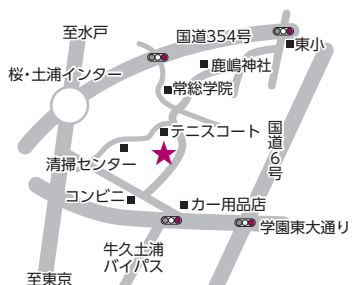 至水戸
国道354号
東小
鹿嶋神社
桜・土浦インター
常総学院
テニスコート
国道6号
清掃センター
コンビニ
カー用品店
学園東大通り
牛久土浦
バイパス
至東京